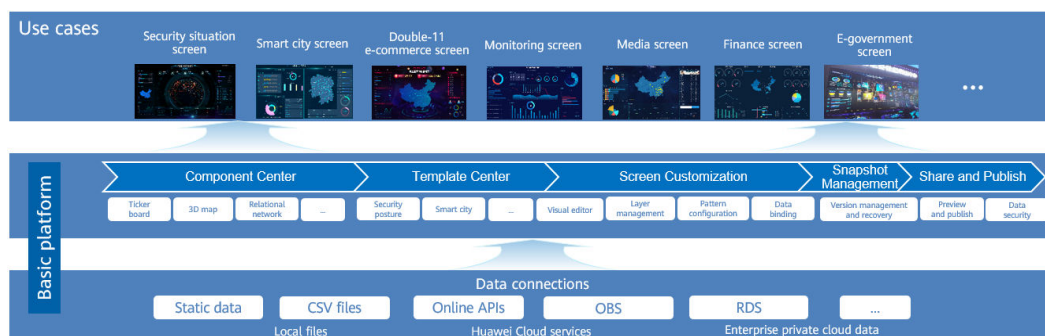 Use cases
Security situation
screen
Smart city screen
Double-11
e-commerce screen
Monitoring screen
Media screen
Finance screen
E-government
screen
...
Basic platform
Component Center
Template Center
Screen Customization
Snapshot
Management
Share and Publish
Ticker
board
3D map
Relational
network
...
Security
posture
Smart city
...
Visual editor
Layer
management
Pattern
configuration
Data
binding
Version management
and recovery
Preview
and publish
Data
security
Data connections
Static data
CSV files
Online APIs
OBS
RDS
...
Local files
Huawei Cloud services
Enterprise private cloud data